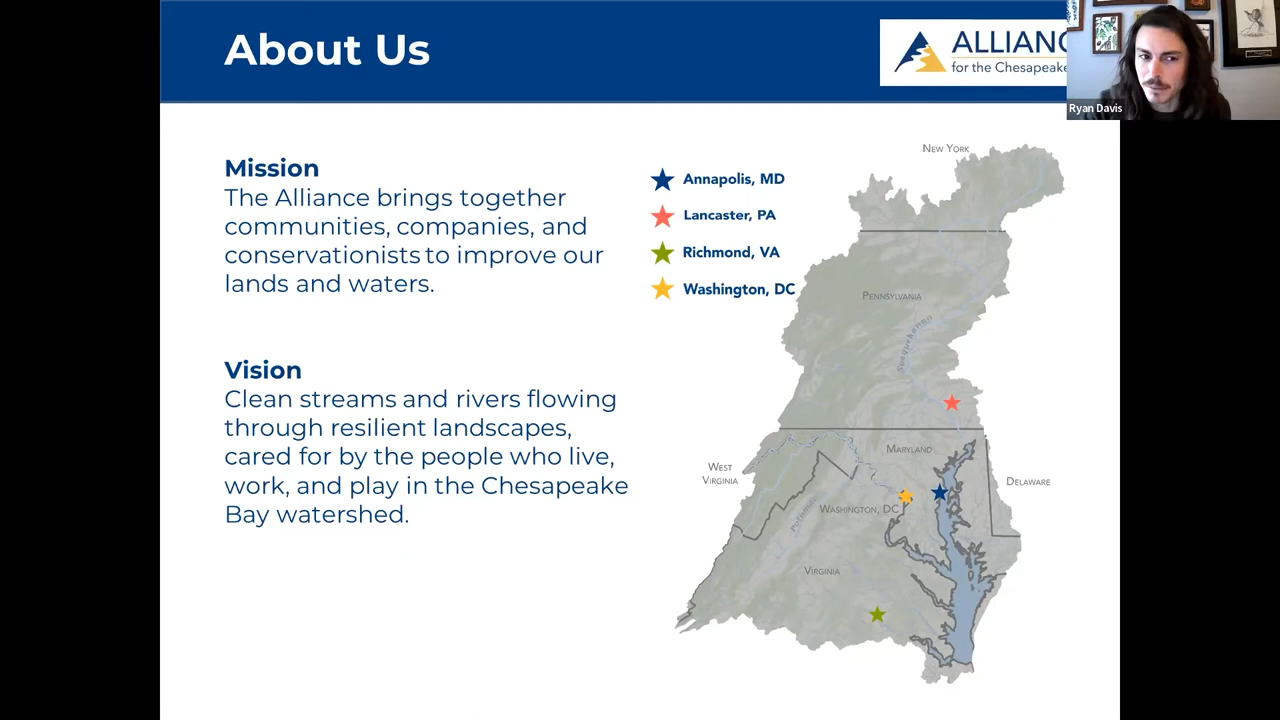 About Us
ALLIANC
for the Chesapeake
Ryan Davis
Mission
The Alliance brings together
communities, companies, and
conservationists to improve our
lands and waters.
Vision
Clean streams and rivers flowing
through resilient landscapes,
cared for by the people who live,
work, and play in the Chesapeake
Bay watershed.
Annapolis, MD
Lancaster, PA
Richmond, VA
Washington, DC
New York
Pennsylvania
Susquehanna
Maryland
West
Virginia
Delaware
Washington, DC
Potomac
Virginia